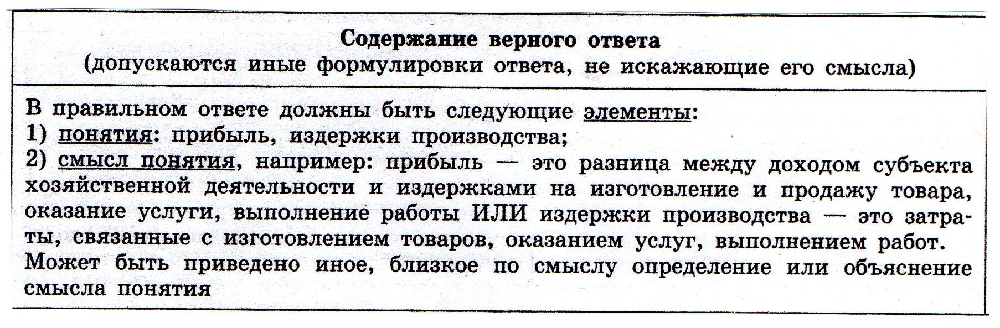 Содержание верного ответа
(допускаются иные формулировки ответа, не искажающие его смысла)
В правильном ответе должны быть следующие элементы:
1) понятия: прибыль, издержки производства;
2) смысл понятия, например: прибыль — это разница между доходом субъекта
хозяйственной деятельности и издержками на изготовление и продажу товара,
оказание услуги, выполнение работы ИЛИ издержки производства — это затра-
ты, связанные с изготовлением товаров, оказанием услуг, выполнением работ.
Может быть приведено иное, близкое по смыслу определение или объяснение
смысла понятия